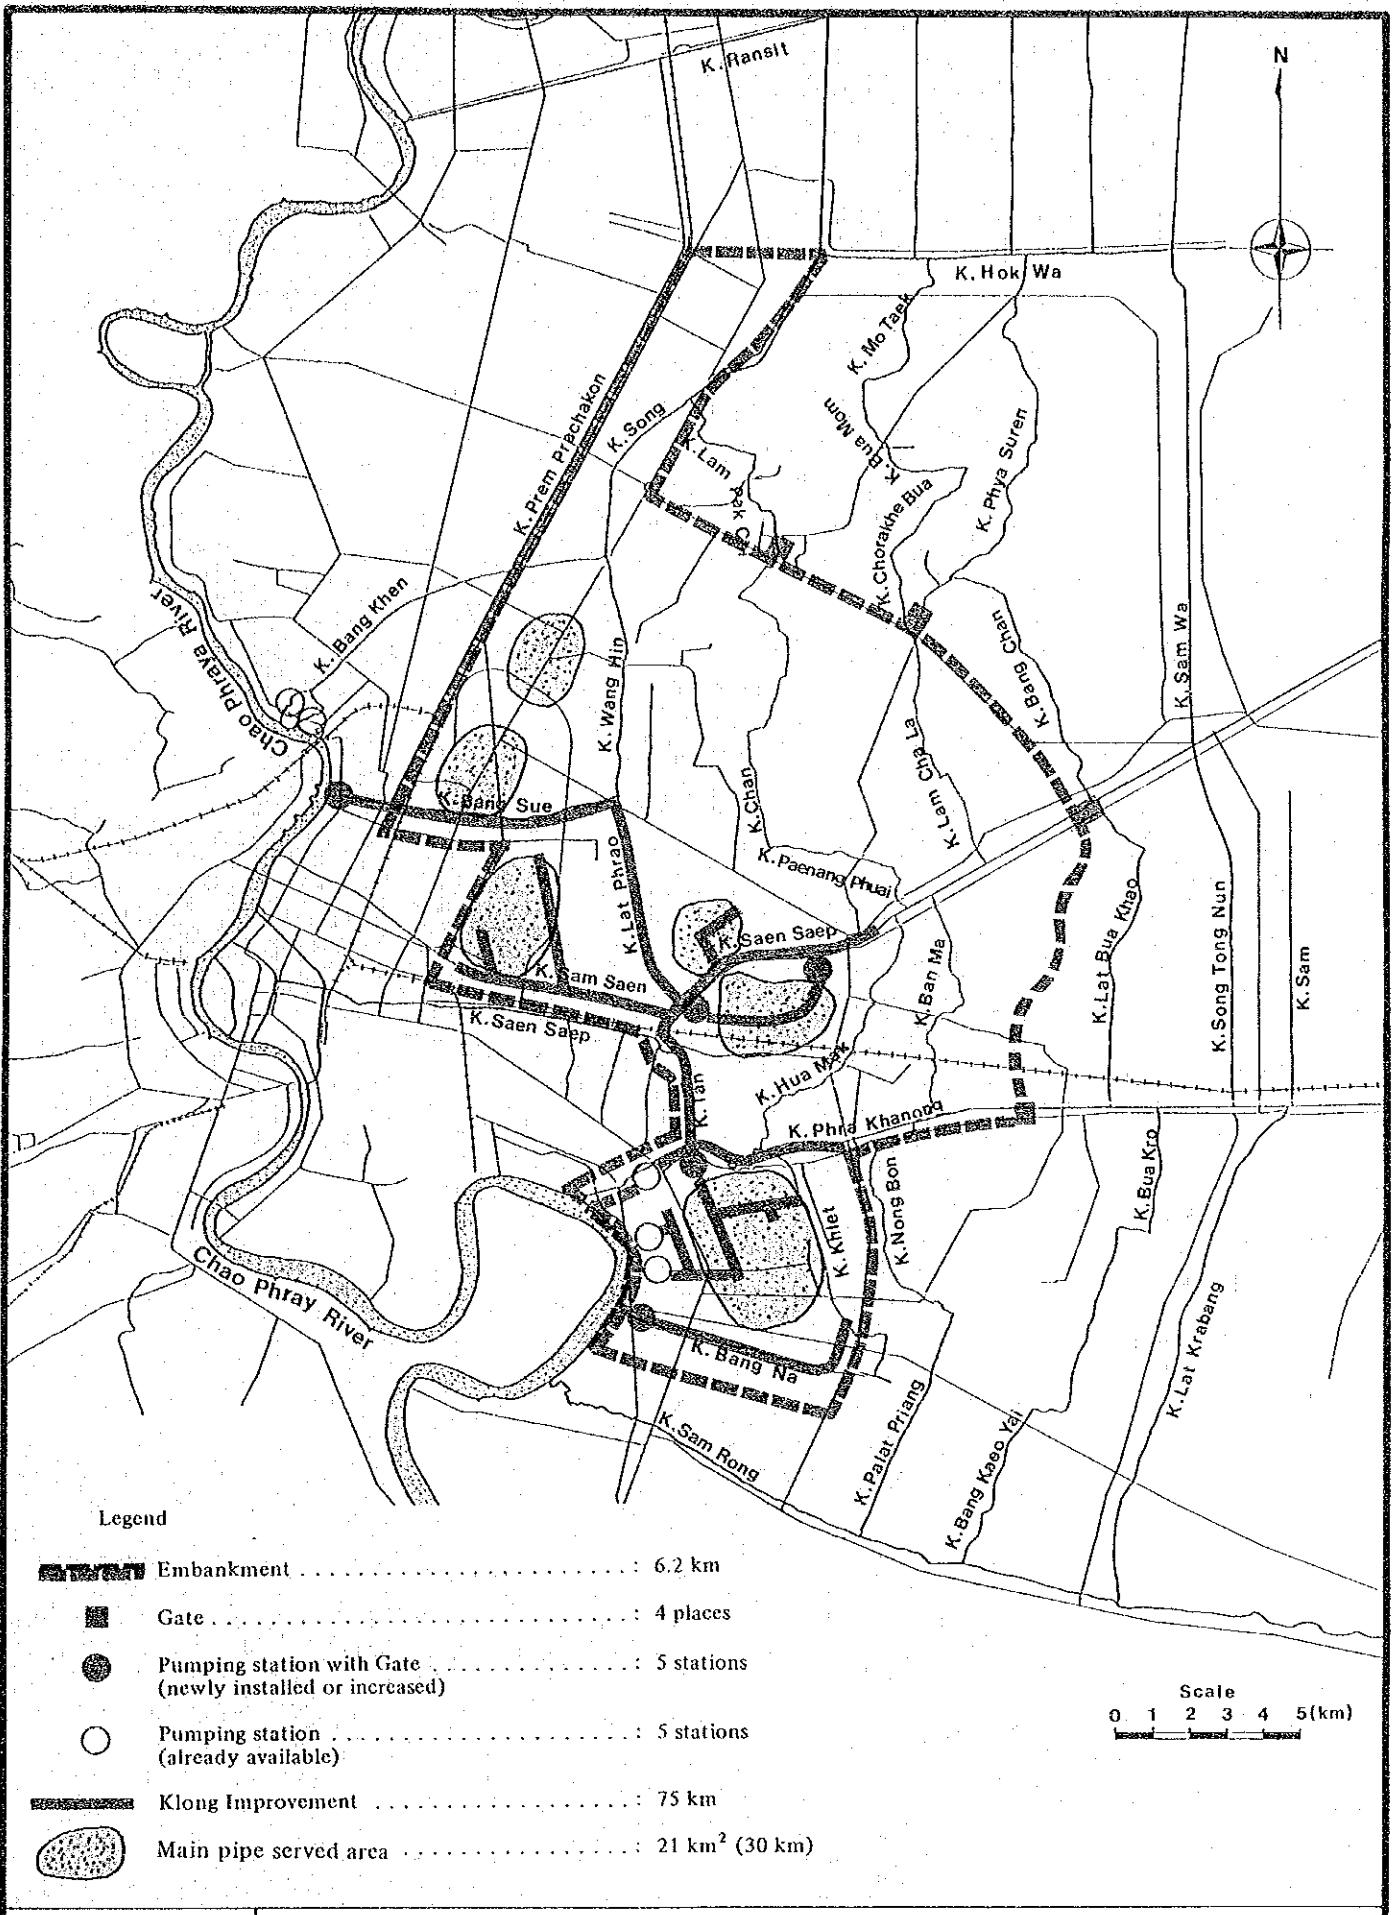 K. Ransit
N
K. Hok Wa
K. Mo Taek
K. Prem Prachakon
K. Song
K. Bua Mom
K. Bua Mom
K. Phya Suren
K. Lam
K. Chorakhe Bua
K. Bang Khen
Chao Phraya River
K. Wang Hin
K. Bang Chan
K. Sam Wa
K. Lam Cha La
K. Chan
K. Bang Sue
K. Lat Phrao
K. Paenang Phuai
K. Saen Saep
K. Ban Ma
K. Lat Bua Khao
K. Song Tong Nun
K. Sam
K. Sam Saen
K. Saen Saep
K. Hua Mak
K. Tan
K. Phra Khanong
K. Bua Kro
K. Nong Bon
K. Khlet
Chao Phray River
K. Bang Na
K. Lat Krabang
K. Palat Priang
K. Bang Kaeo Yai
K. Sam Rong
Legend
Embankment . . . . . . . . . . . . . . . . . . . . . . . : 6.2 km
Gate . . . . . . . . . . . . . . . . . . . . . . . . . . . . . : 4 places
Pumping station with Gate . . . . . . . . . . . . . . : 5 stations
(newly installed or increased)
Pumping station . . . . . . . . . . . . . . . . . . . . . : 5 stations
(already available)
Klong Improvement . . . . . . . . . . . . . . . . . . : 75 km
Main pipe served area . . . . . . . . . . . . . . . . : 21 km² (30 km)
Scale
0 1 2 3 4 5(km)